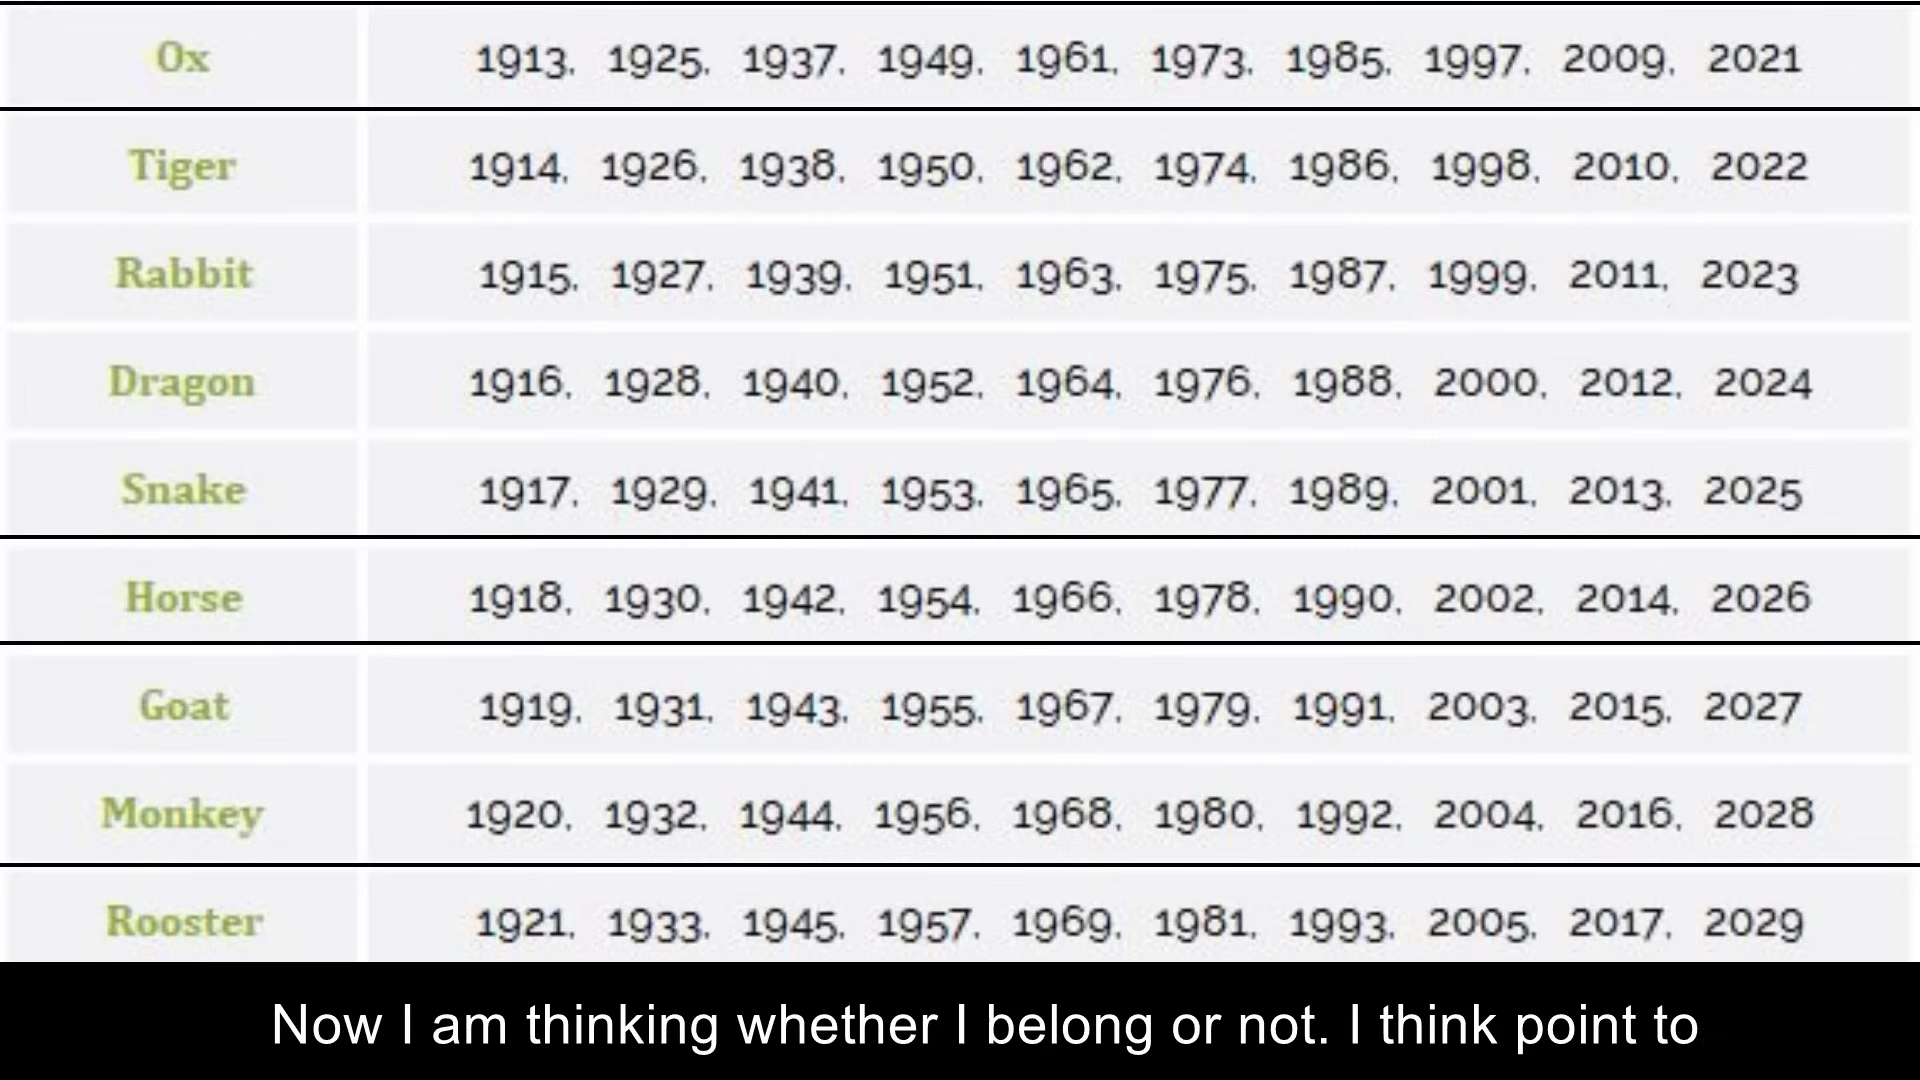 Ox 1913, 1925, 1937, 1949, 1961, 1973, 1985, 1997, 2009, 2021
Tiger 1914, 1926, 1938, 1950, 1962, 1974, 1986, 1998, 2010, 2022
Rabbit 1915, 1927, 1939, 1951, 1963, 1975, 1987, 1999, 2011, 2023
Dragon 1916, 1928, 1940, 1952, 1964, 1976, 1988, 2000, 2012, 2024
Snake 1917, 1929, 1941, 1953, 1965, 1977, 1989, 2001, 2013, 2025
Horse 1918, 1930, 1942, 1954, 1966, 1978, 1990, 2002, 2014, 2026
Goat 1919, 1931, 1943, 1955, 1967, 1979, 1991, 2003, 2015, 2027
Monkey 1920, 1932, 1944, 1956, 1968, 1980, 1992, 2004, 2016, 2028
Rooster 1921, 1933, 1945, 1957, 1969, 1981, 1993, 2005, 2017, 2029
Now I am thinking whether I belong or not. I think point to